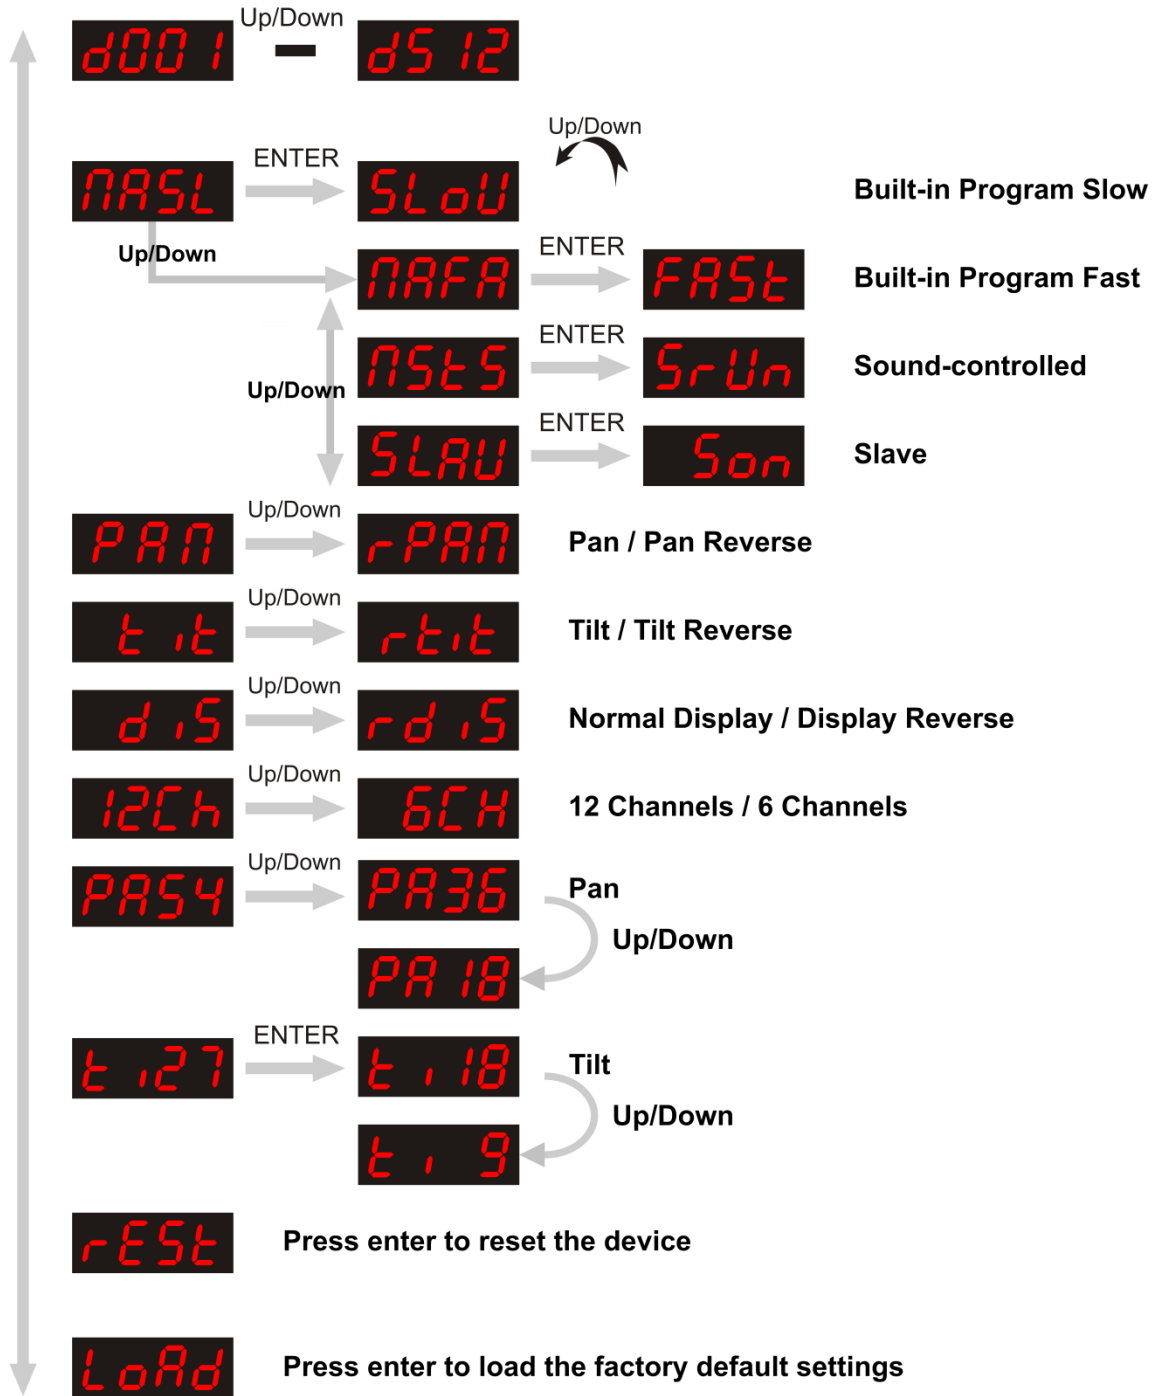 Up/Down
d001 d512
Up/Down
MASL ENTER SLoU Built-in Program Slow
Up/Down MAFA ENTER FASt Built-in Program Fast
MStS ENTER SrUn Sound-controlled
Up/Down
SLAU ENTER Son Slave
PAM Up/Down rPAM Pan / Pan Reverse
tit Up/Down rtit Tilt / Tilt Reverse
diS Up/Down rdiS Normal Display / Display Reverse
12Ch Up/Down 6CH 12 Channels / 6 Channels
PA54 Up/Down PA36 Pan
Up/Down
PA18
ti27 ENTER ti18 Tilt
Up/Down
ti 9
rESt Press enter to reset the device
LoAd Press enter to load the factory default settings